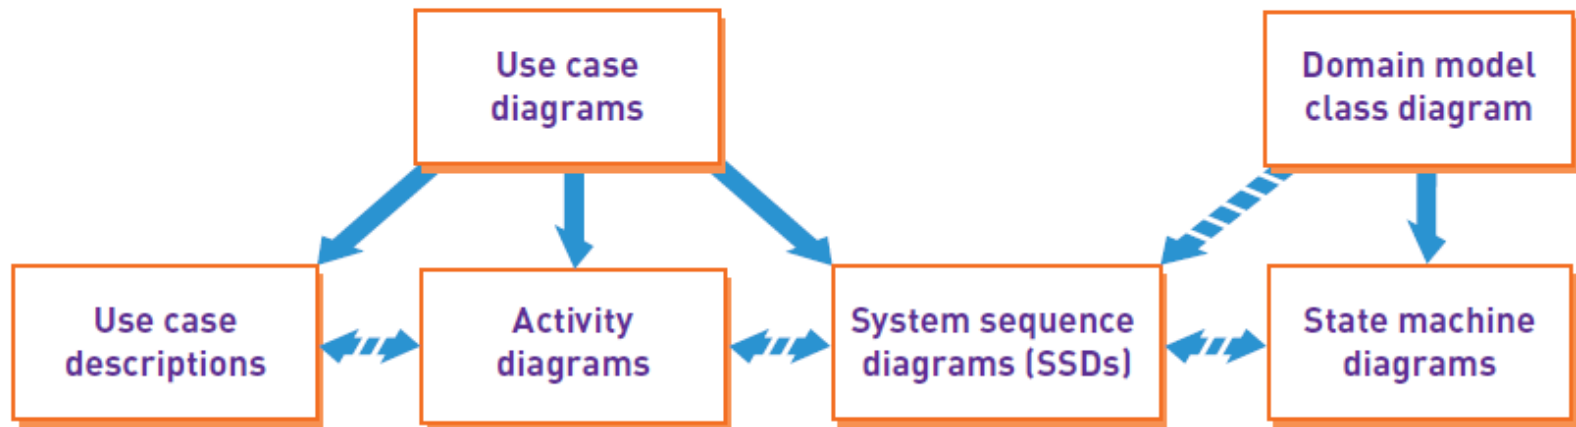 Use case
diagrams
Domain model
class diagram
Use case
descriptions
Activity
diagrams
System sequence
diagrams (SSDs)
State machine
diagrams